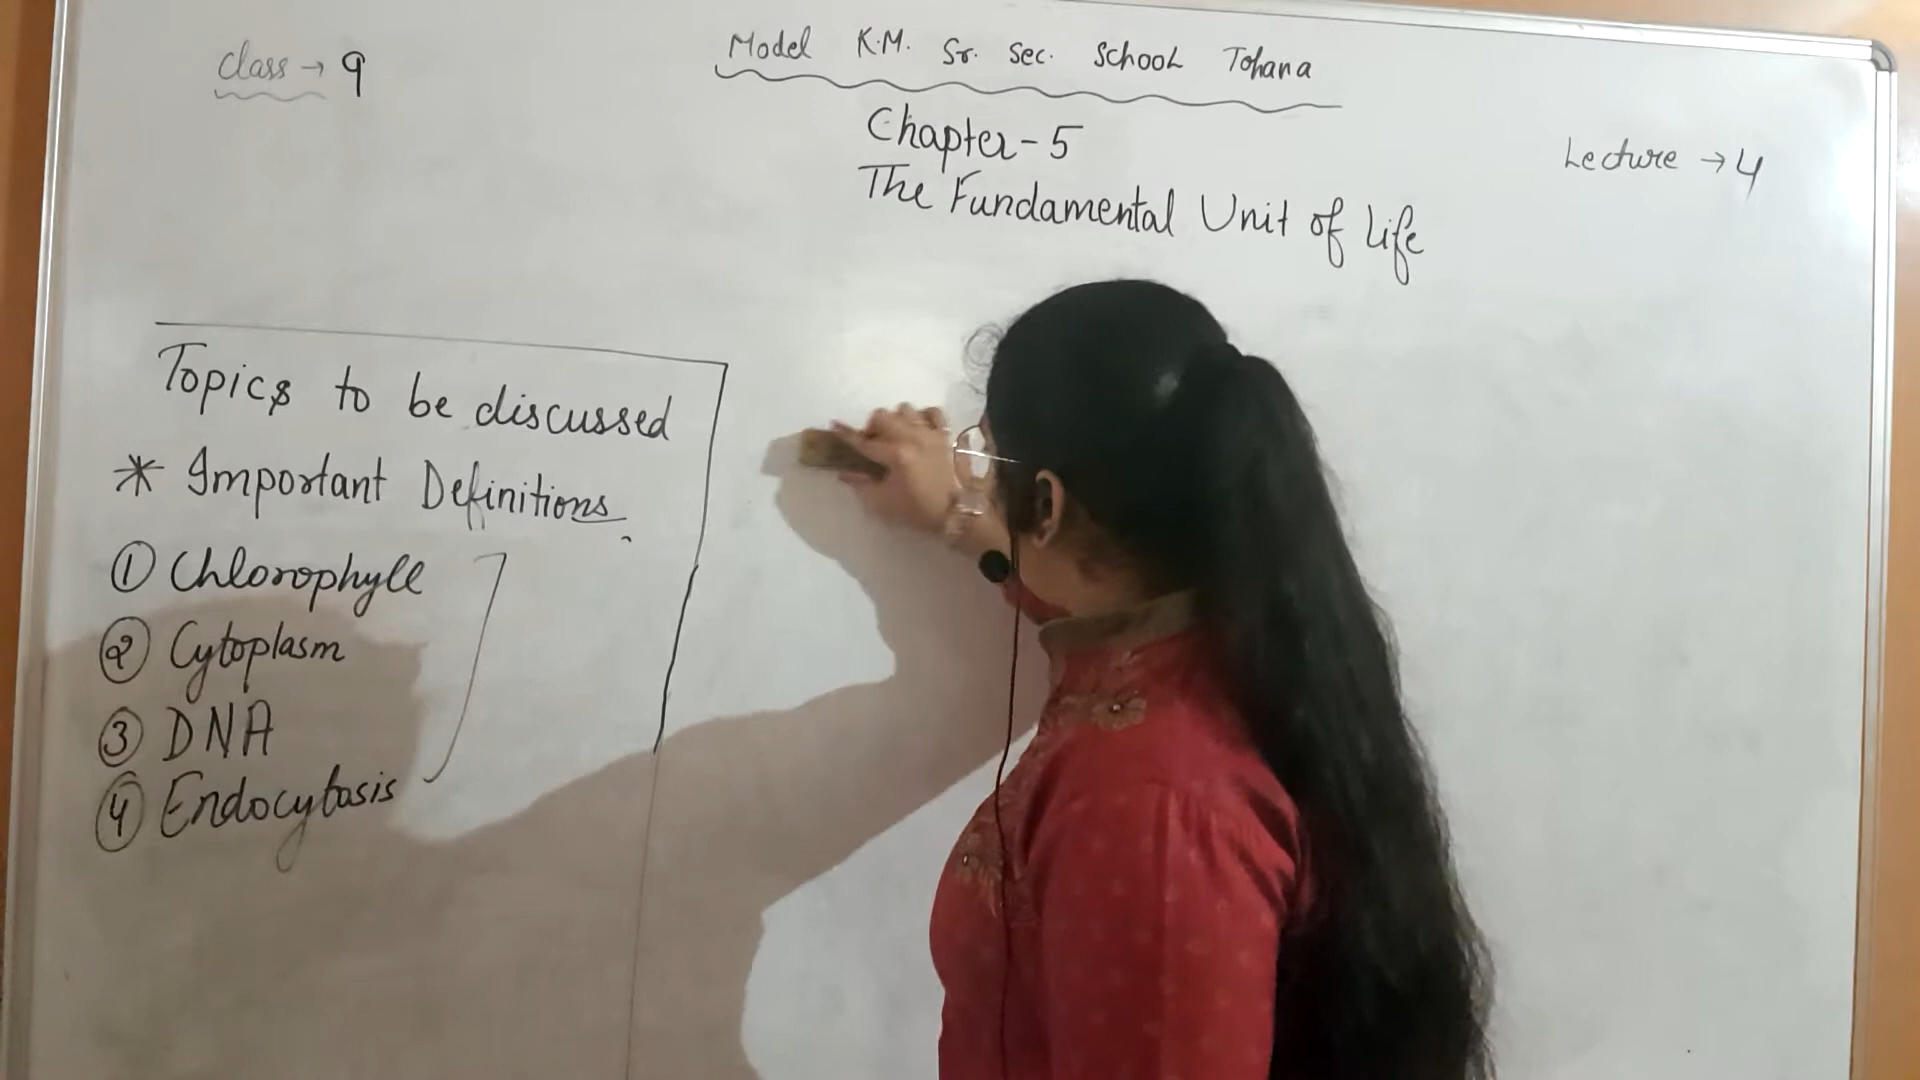 Model K.M. Sr. Sec. School Tohana
Class → 9
Chapter-5
Lecture → 4
The Fundamental Unit of Life
Topics to be discussed
* Important Definitions
① Chlorophyll
② Cytoplasm
③ DNA
④ Endocytosis